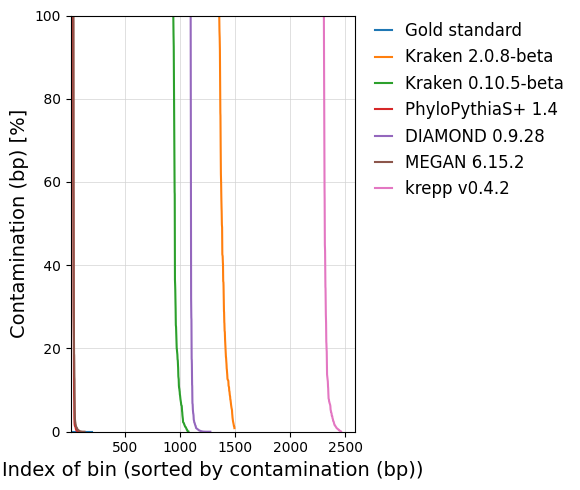 100
80
60
40
20
0
500
1000
1500
2000
2500
Contamination (bp) [%]
Index of bin (sorted by contamination (bp))
Gold standard
Kraken 2.0.8-beta
Kraken 0.10.5-beta
PhyloPythiaS+ 1.4
DIAMOND 0.9.28
MEGAN 6.15.2
krepp v0.4.2